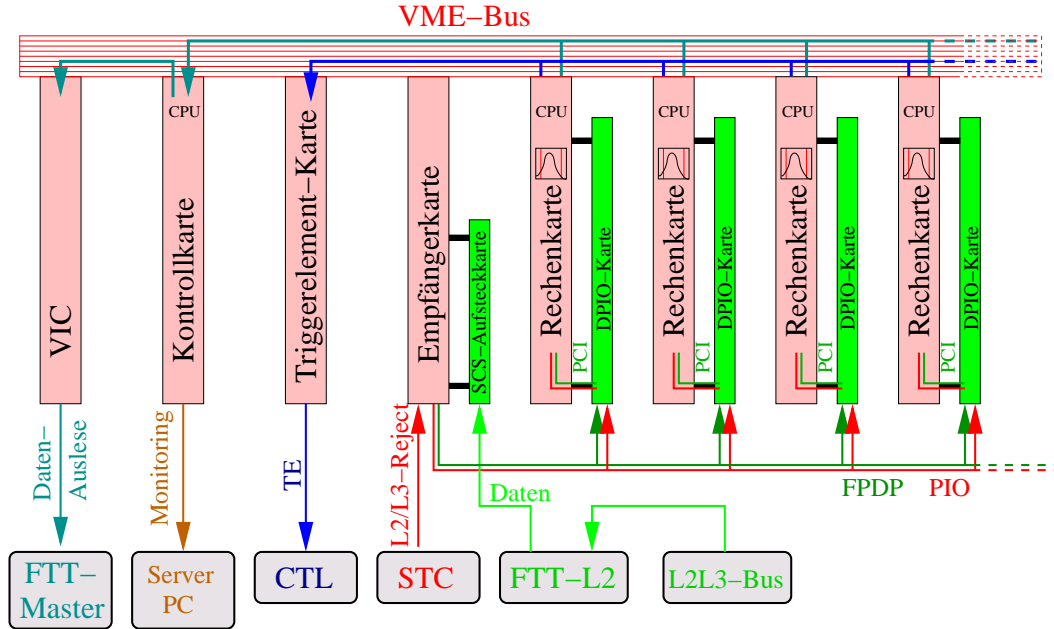 VME–Bus
CPU
CPU
CPU
CPU
CPU
VIC
Kontrollkarte
Triggerelement–Karte
Empfängerkarte
SCS–Aufsteckkarte
Rechenkarte
DPIO–Karte
Rechenkarte
DPIO–Karte
Rechenkarte
DPIO–Karte
Rechenkarte
DPIO–Karte
PCI
PCI
PCI
PCI
Daten–
Auslese
Monitoring
TE
L2/L3–Reject
Daten
FPDP
PIO
FTT–
Master
Server
PC
CTL
STC
FTT–L2
L2L3–Bus